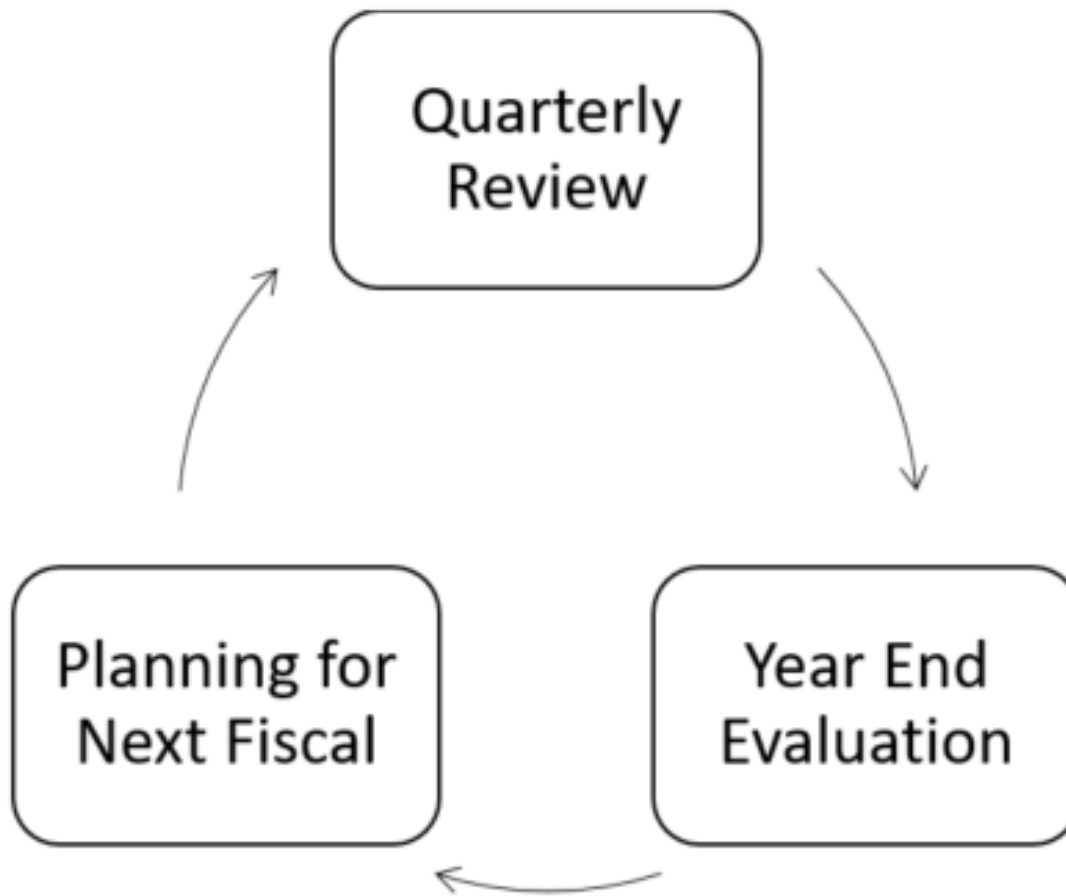 Quarterly
Review
Planning for
Next Fiscal
Year End
Evaluation